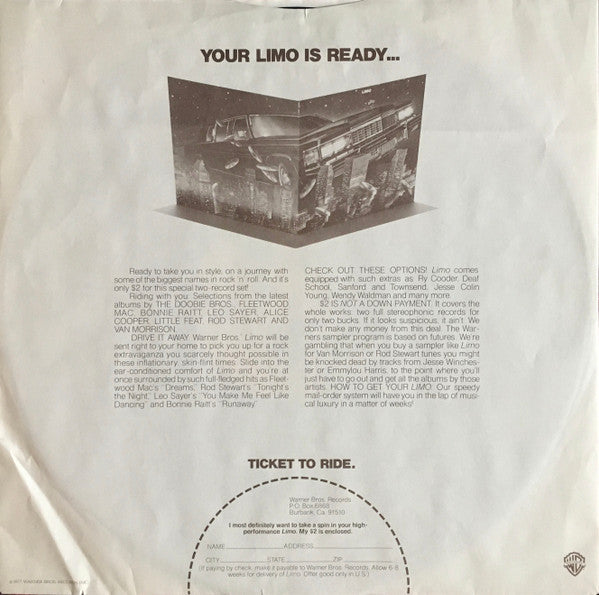 YOUR LIMO IS READY...
LIMO
Ready to take you in style, on a journey with
some of the biggest names in rock 'n' roll. And it's
only $2 for this special two-record set!
Riding with you: Selections from the latest
albums by THE DOOBIE BROS., FLEETWOOD
MAC, BONNIE RAITT, LEO SAYER, ALICE
COOPER, LITTLE FEAT, ROD STEWART AND
VAN MORRISON.
DRIVE IT AWAY. Warner Bros.' Limo will be
sent right to your home to pick you up for a rock
extravaganza you scarcely thought possible in
these inflationary, skin-flint times. Slide into the
ear-conditioned comfort of Limo and you're at
once surrounded by such full-fledged hits as Fleet-
wood Mac's "Dreams," Rod Stewart's "Tonight's
the Night," Leo Sayer's "You Make Me Feel Like
Dancing" and Bonnie Raitt's "Runaway."
CHECK OUT THESE OPTIONS! Limo comes
equipped with such extras as Ry Cooder, Deaf
School, Sanford and Townsend, Jesse Colin
Young, Wendy Waldman and many more.
$2 IS NOT A DOWN PAYMENT. It covers the
whole works: two full stereophonic records for
only two bucks. If it looks suspicious, it ain't. We
don't make any money from this deal. The War-
ners sampler program is based on futures. We're
gambling that when you buy a sampler like Limo
for Van Morrison or Rod Stewart tunes you might
be knocked dead by tracks from Jesse Winches-
ter or Emmylou Harris, to the point where you'll
just have to go out and get all the albums by those
artists. HOW TO GET YOUR LIMO: Our speedy
mail-order system will have you in the lap of musi-
cal luxury in a matter of weeks!
TICKET TO RIDE.
Warner Bros. Records
P.O. Box 6868
Burbank, Ca. 91510
I most definitely want to take a spin in your high-
performance Limo. My $2 is enclosed.
NAME ADDRESS
CITY STATE ZIP
(If paying by check, make it payable to Warner Bros. Records. Allow 6-8
weeks for delivery of Limo. Offer good only in U.S.)
©1977 WARNER BROS. RECORDS INC.